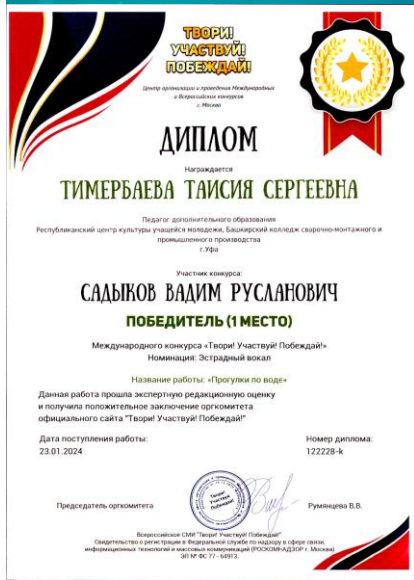 ТВОРИ!
УЧАСТВУЙ!
ПОБЕЖДАЙ!
Центр организации и проведения Международных
и Всероссийских конкурсов
г. Москва
ДИПЛОМ
Награждается
ТИМЕРБАЕВА ТАИСИЯ СЕРГЕЕВНА
Педагог дополнительного образования
Республиканский центр культуры учащейся молодежи, Башкирский колледж сварочно-монтажного и
промышленного производства
г.Уфа
Участник конкурса:
САДЫКОВ ВАДИМ РУСЛАНОВИЧ
ПОБЕДИТЕЛЬ (1 МЕСТО)
Международного конкурса «Твори! Участвуй! Побеждай!»
Номинация: Эстрадный вокал
Название работы: «Прогулки по воде»
Данная работа прошла экспертную редакционную оценку
и получила положительное заключение оргкомитета
официального сайта "Твори! Участвуй! Побеждай!"
Дата поступления работы:
23.01.2024
Номер диплома:
122228-k
Председатель оргкомитета
Твори!
Участвуй!
Побеждай!
Румянцева В.В.
Всероссийское СМИ "Твори! Участвуй! Побеждай!"
Свидетельство о регистрации в Федеральной службе по надзору в сфере связи,
информационных технологий и массовых коммуникаций (РОСКОМНАДЗОР г. Москва)
ЭЛ № ФС 77 - 64913.